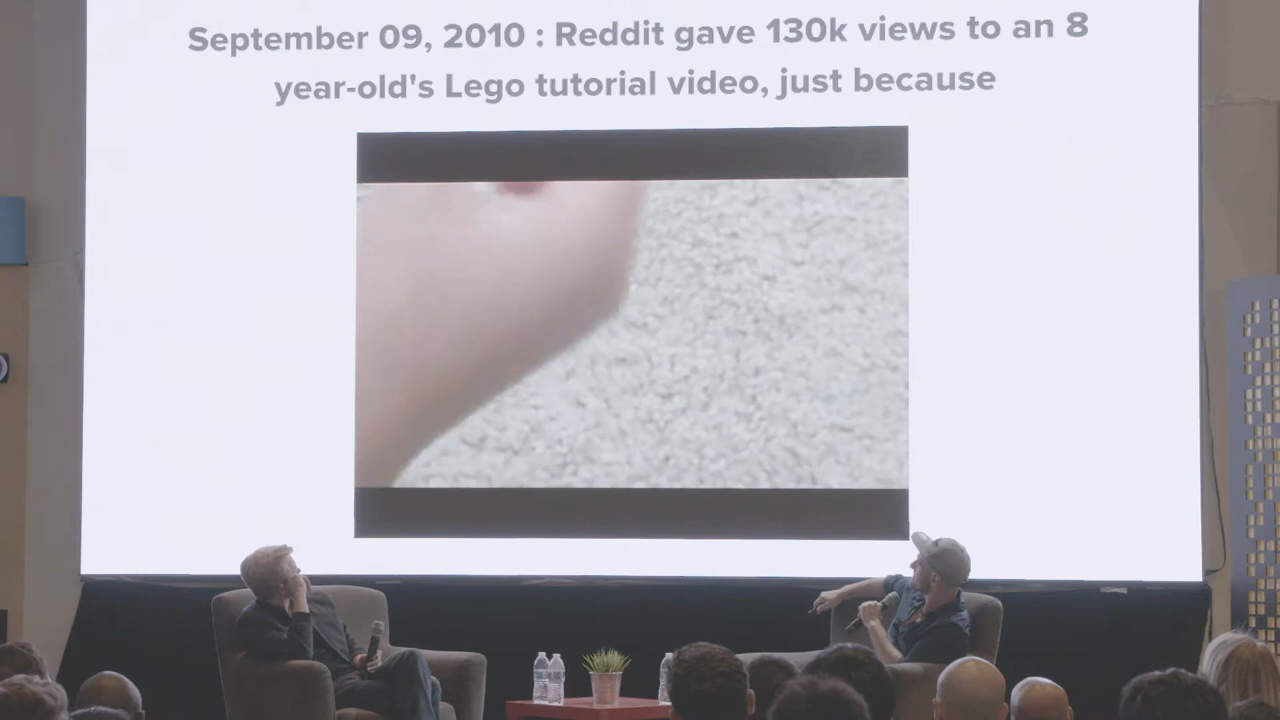 September 09, 2010 : Reddit gave 130k views to an 8
year-old's Lego tutorial video, just because